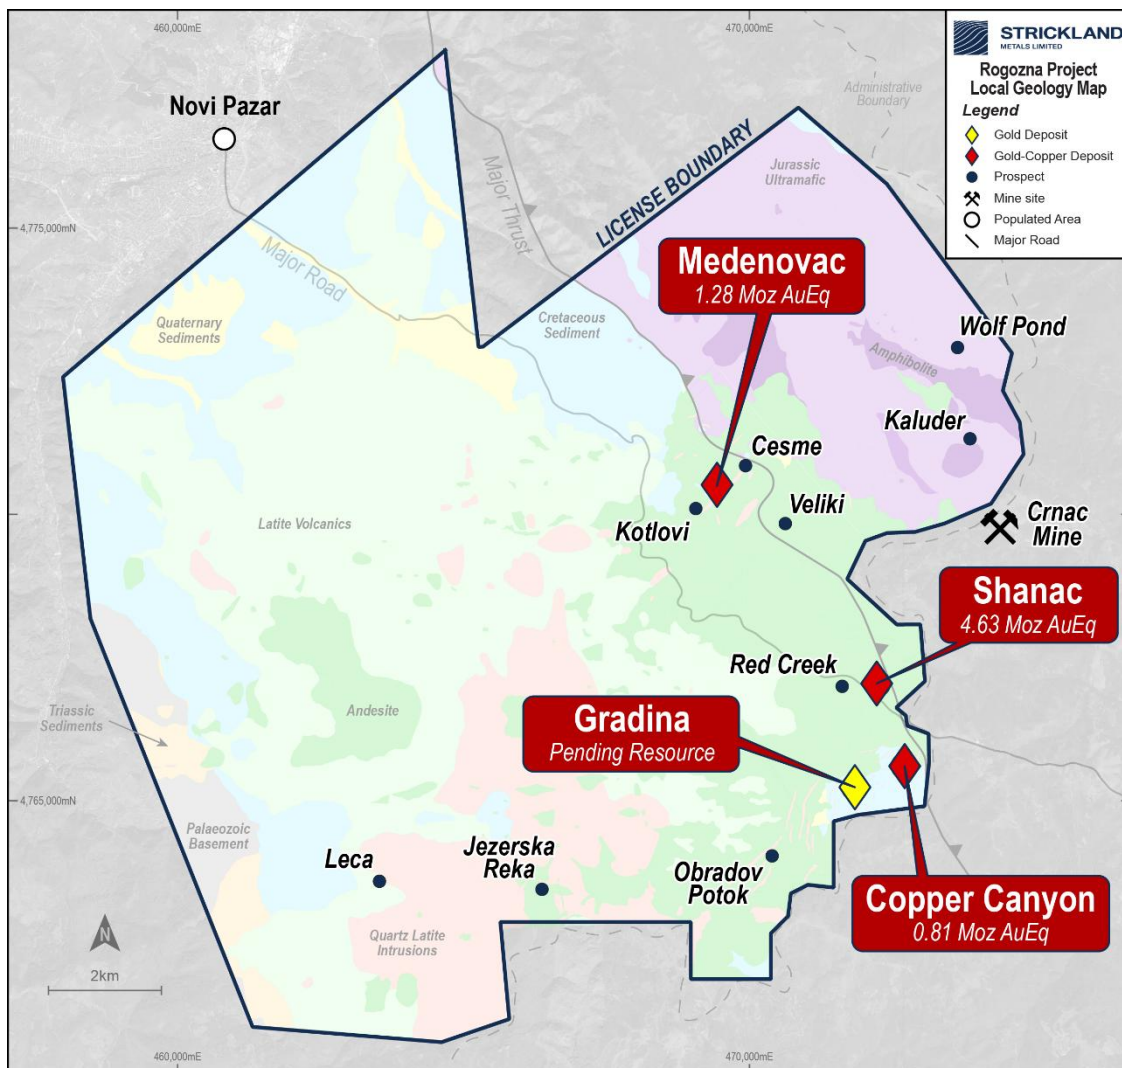 460,000mE
470,000mE
STRICKLAND
METALS LIMITED
Rogozna Project
Local Geology Map
Legend
Gold Deposit
Gold-Copper Deposit
Prospect
Mine site
Populated Area
Major Road
Administrative
Boundary
Novi Pazar
Major Thrust
LICENSE BOUNDARY
Jurassic
Ultramafic
4,775,000mN
Major Road
Medenovac
1.28 Moz AuEq
Quaternary
Sediments
Cretaceous
Sediment
Wolf Pond
Amphibolite
Kaluder
Cesme
Kotlovi
Veliki
Latite Volcanics
Crnac
Mine
Shanac
4.63 Moz AuEq
Red Creek
Triassic
Sediments
Andesite
Gradina
Pending Resource
4,765,000mN
Palaeozoic
Basement
Leca
Jezerska
Reka
Obradov
Potok
Copper Canyon
0.81 Moz AuEq
Quartz Latite
Intrusions
N
2km
460,000mE
470,000mE